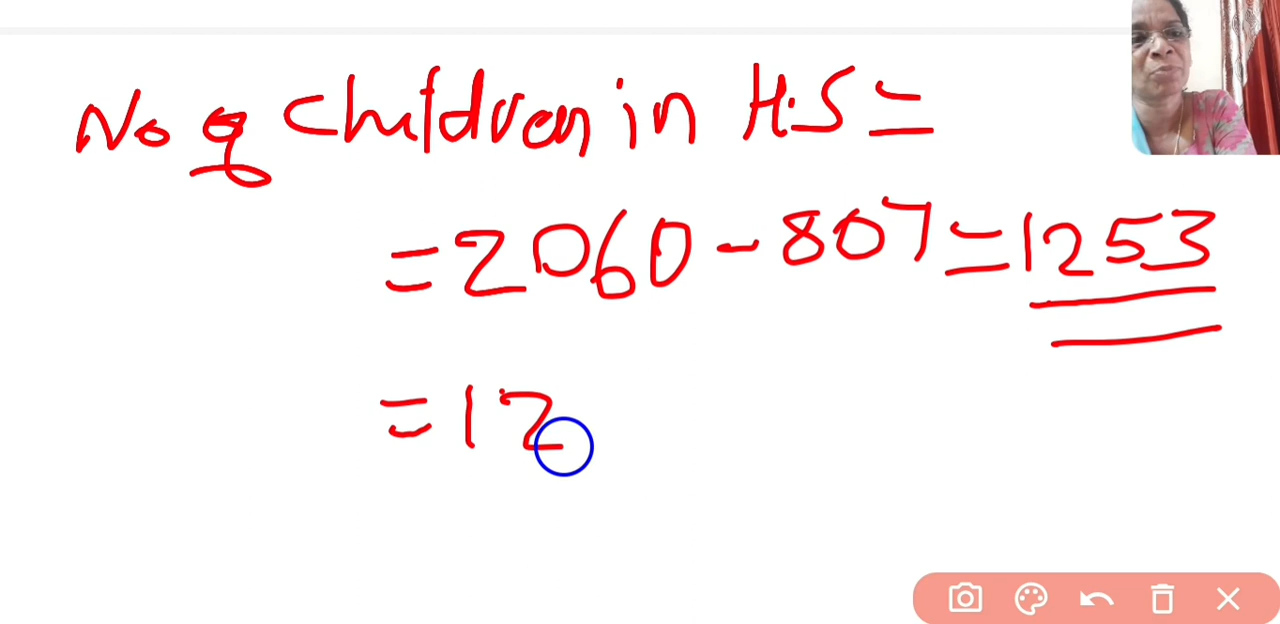 No of Children in H.S =
= 2060 - 807 = 1253
= 12